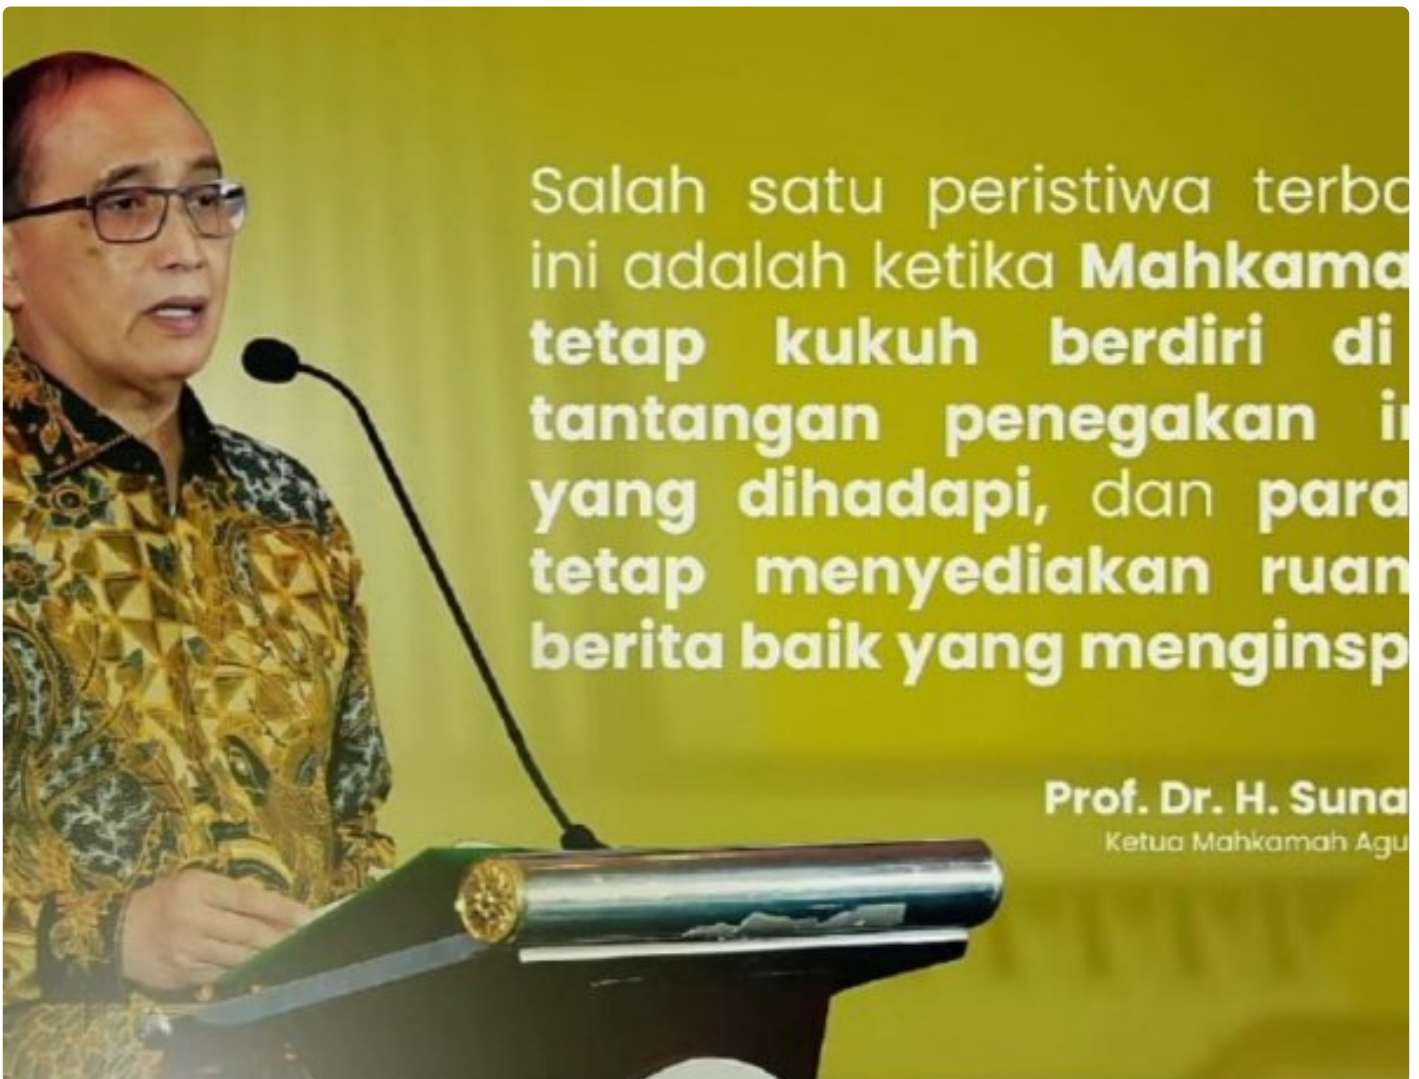 Salah satu peristiwa terba
ini adalah ketika Mahkama
tetap kukuh berdiri di
tantangan penegakan i
yang dihadapi, dan para
tetap menyediakan ruan
berita baik yang menginsp
Prof. Dr. H. Suna
Ketua Mahkamah Agu